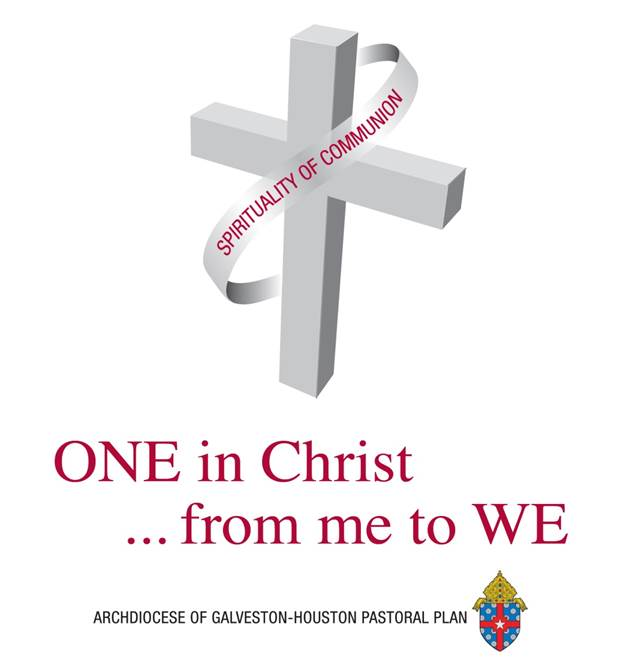 SPIRITUALITY OF COMMUNION
ONE in Christ
... from me to WE
ARCHDIOCESE OF GALVESTON-HOUSTON PASTORAL PLAN